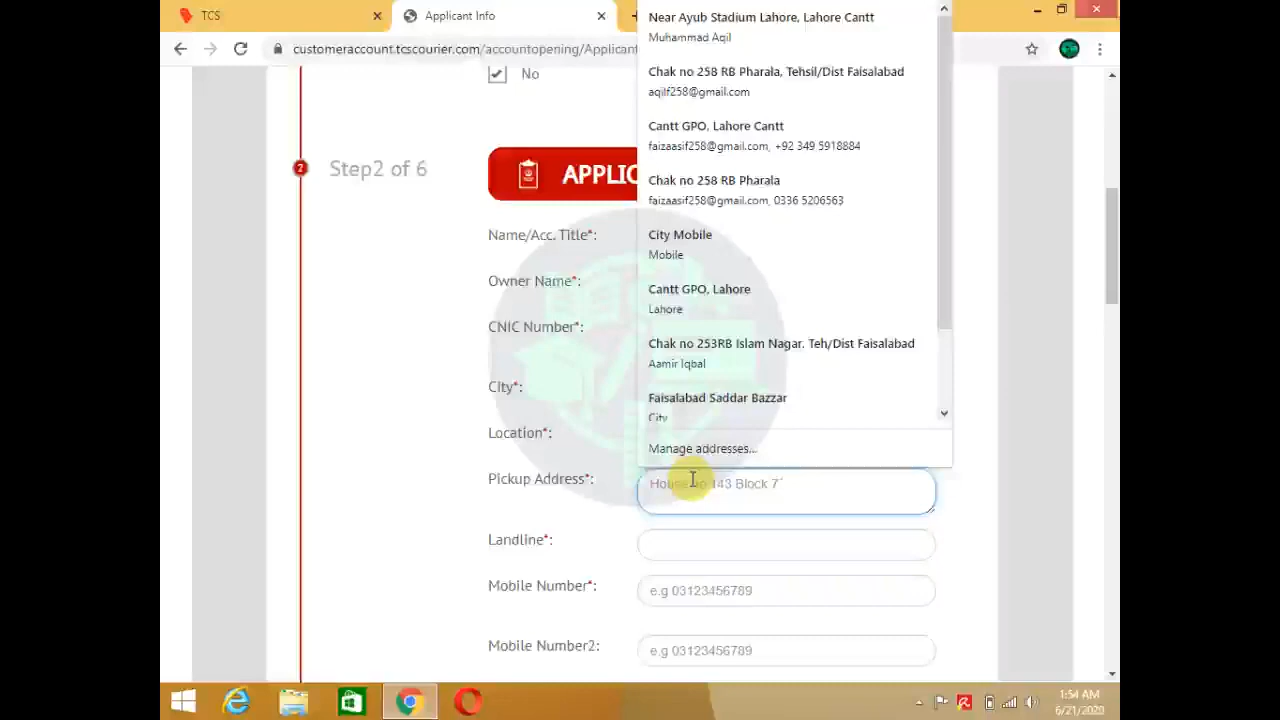 TCS
Applicant Info
customeraccount.tcscourier.com/accountopening/Applicant
No
2
Step2 of 6
APPLIC
Name/Acc. Title*:
Owner Name*:
CNIC Number*:
City*:
Location*:
Pickup Address*:
Near Ayub Stadium Lahore, Lahore Cantt
Muhammad Aqil
Chak no 258 RB Pharala, Tehsil/Dist Faisalabad
aqilf258@gmail.com
Cantt GPO, Lahore Cantt
faizaasif258@gmail.com, +92 349 5918884
Chak no 258 RB Pharala
faizaasif258@gmail.com, 0336 5206563
City Mobile
Mobile
Cantt GPO, Lahore
Lahore
Chak no 253RB Islam Nagar. Teh/Dist Faisalabad
Aamir Iqbal
Faisalabad Saddar Bazzar
City
Manage addresses...
House no 143 Block 7`
Landline*:
Mobile Number*:
e.g 03123456789
Mobile Number2:
e.g 03123456789
1:54 AM
6/21/2020